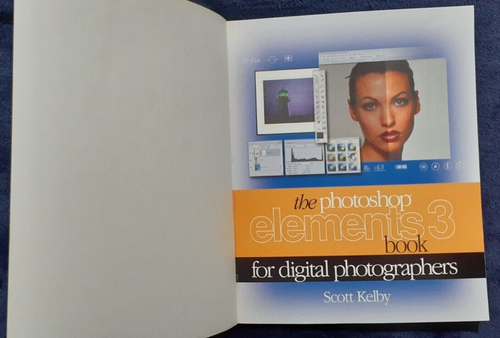 the photoshop
elements 3
book
for digital photographers
Scott Kelby